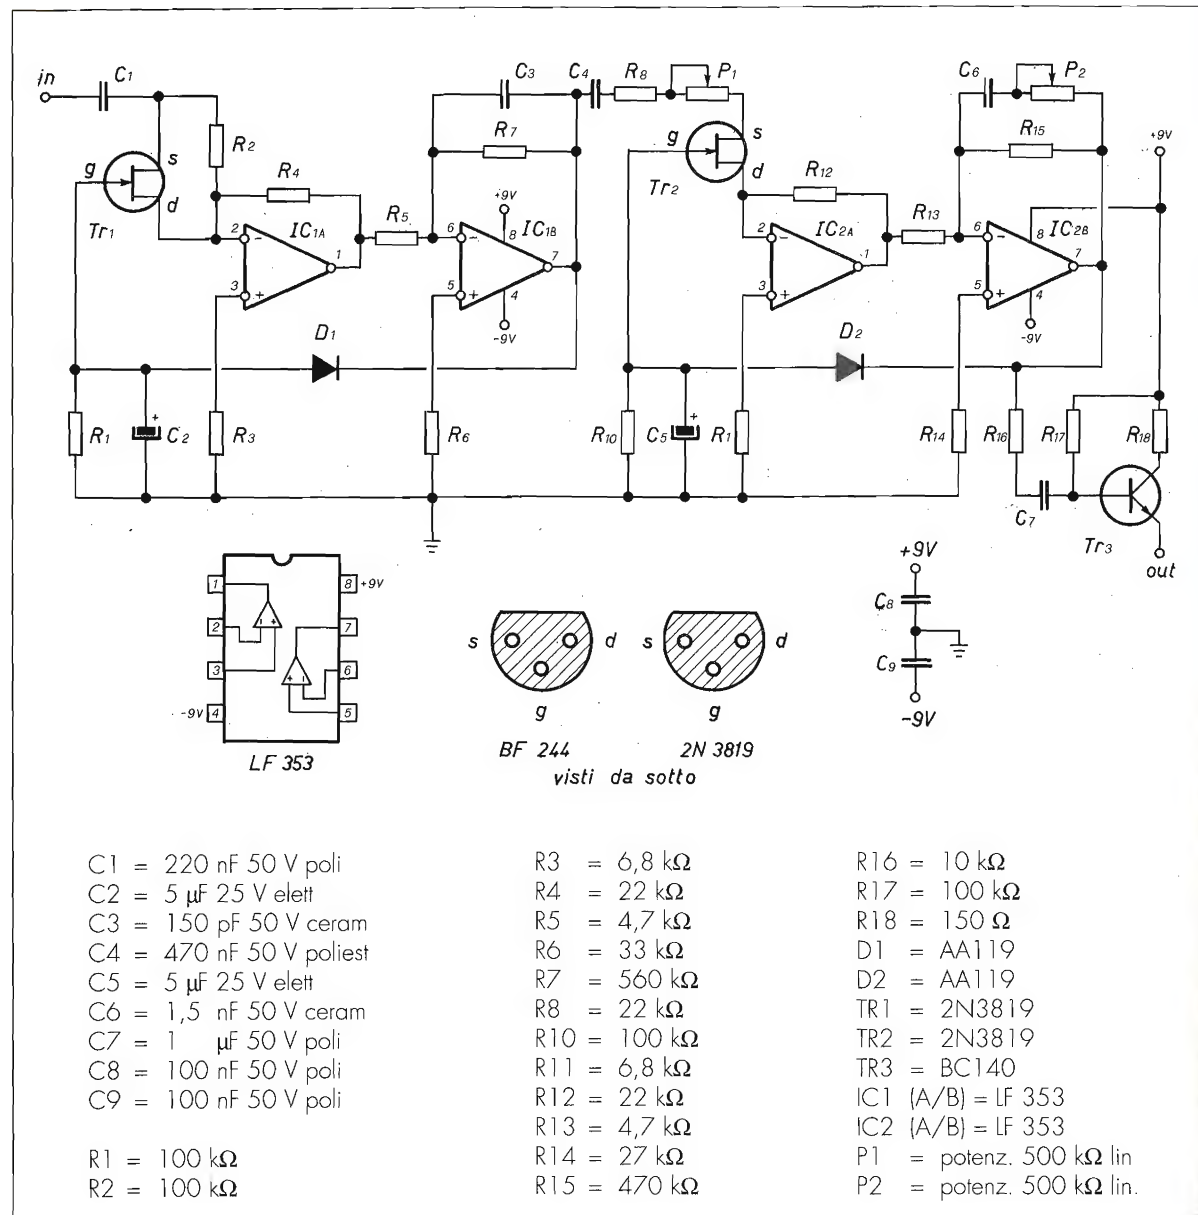 in
C1
R2
s
g
d
Tr1
R4
IC1A
2
3
1
R5
C3
R7
+9V
8
6
5
4
7
IC1B
-9V
C4
R8
P1
s
g
d
Tr2
R12
IC2A
2
3
1
R13
C6
P2
R15
+9V
8
IC2B
6
5
7
4
-9V
D1
D2
R1
+
C2
R3
R6
R10
+
C5
R1
R14
R16
R17
R18
C7
Tr3
out
1
2
3
-9V 4
8 +9V
7
6
5
LF 353
s
d
g
BF 244
s
d
g
2N 3819
visti da sotto
+9V
C8
C9
-9V
C1 = 220 nF 50 V poli
C2 = 5 µF 25 V elett
C3 = 150 pF 50 V ceram
C4 = 470 nF 50 V poliest
C5 = 5 µF 25 V elett
C6 = 1,5 nF 50 V ceram
C7 = 1 µF 50 V poli
C8 = 100 nF 50 V poli
C9 = 100 nF 50 V poli
R1 = 100 kΩ
R2 = 100 kΩ
R3 = 6,8 kΩ
R4 = 22 kΩ
R5 = 4,7 kΩ
R6 = 33 kΩ
R7 = 560 kΩ
R8 = 22 kΩ
R10 = 100 kΩ
R11 = 6,8 kΩ
R12 = 22 kΩ
R13 = 4,7 kΩ
R14 = 27 kΩ
R15 = 470 kΩ
R16 = 10 kΩ
R17 = 100 kΩ
R18 = 150 Ω
D1 = AA119
D2 = AA119
TR1 = 2N3819
TR2 = 2N3819
TR3 = BC140
IC1 (A/B) = LF 353
IC2 (A/B) = LF 353
P1 = potenz. 500 kΩ lin
P2 = potenz. 500 kΩ lin.